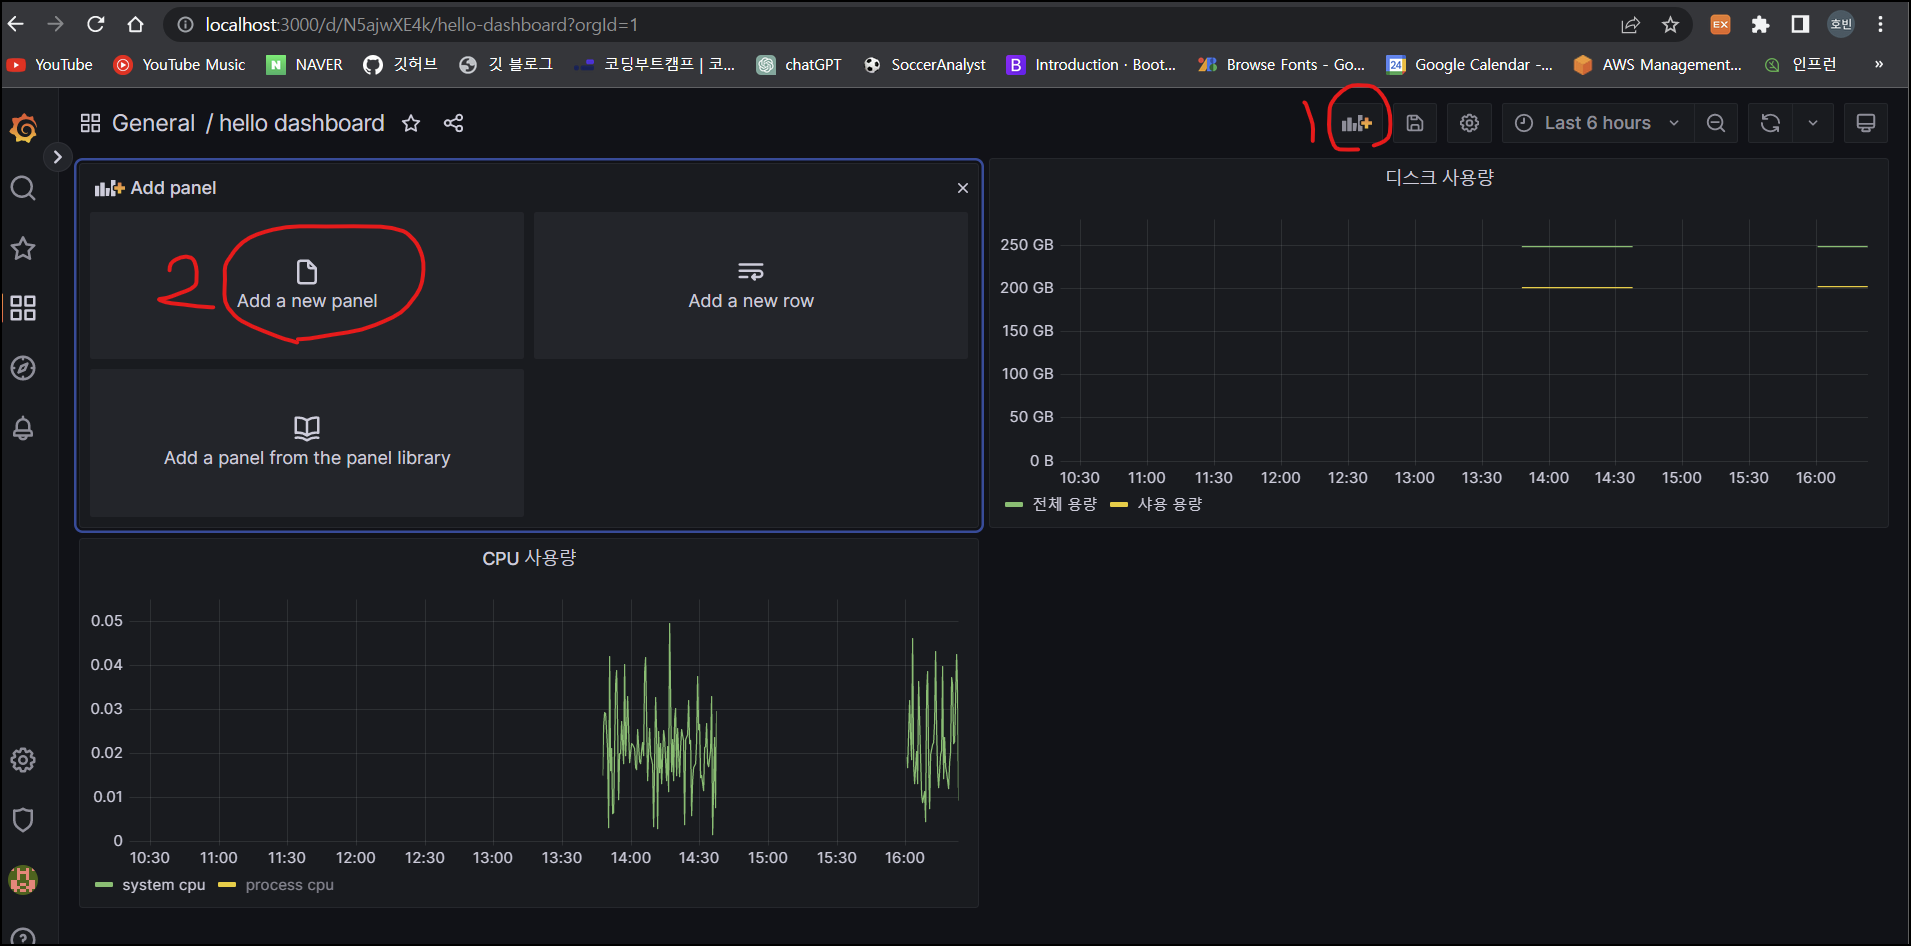 localhost:3000/d/N5ajwXE4k/hello-dashboard?orgId=1
EX
호빈
YouTube
YouTube Music
N
NAVER
깃허브
깃 블로그
코딩부트캠프 | 코...
chatGPT
SoccerAnalyst
B
Introduction · Boot...
Browse Fonts - Go...
24
Google Calendar -...
AWS Management...
인프런
»
General / hello dashboard
1
Last 6 hours
Add panel
2
Add a new panel
Add a new row
Add a panel from the panel library
디스크 사용량
250 GB
200 GB
150 GB
100 GB
50 GB
0 B
10:30 11:00 11:30 12:00 12:30 13:00 13:30 14:00 14:30 15:00 15:30 16:00
전체 용량 샤용 용량
CPU 사용량
0.05
0.04
0.03
0.02
0.01
0
10:30 11:00 11:30 12:00 12:30 13:00 13:30 14:00 14:30 15:00 15:30 16:00
system cpu process cpu